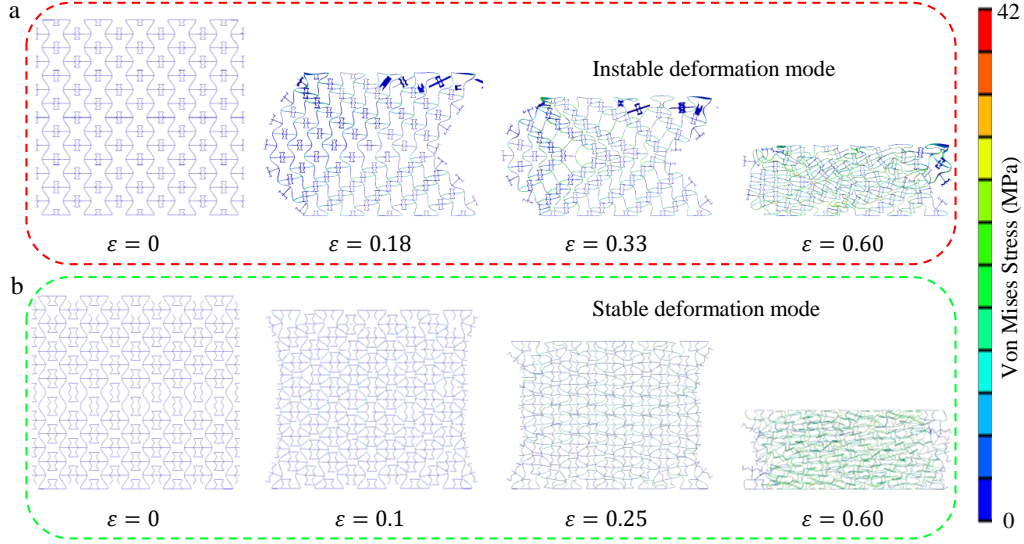 a
Instable deformation mode
ε = 0
ε = 0.18
ε = 0.33
ε = 0.60
b
Stable deformation mode
ε = 0
ε = 0.1
ε = 0.25
ε = 0.60
42
Von Mises Stress (MPa)
0